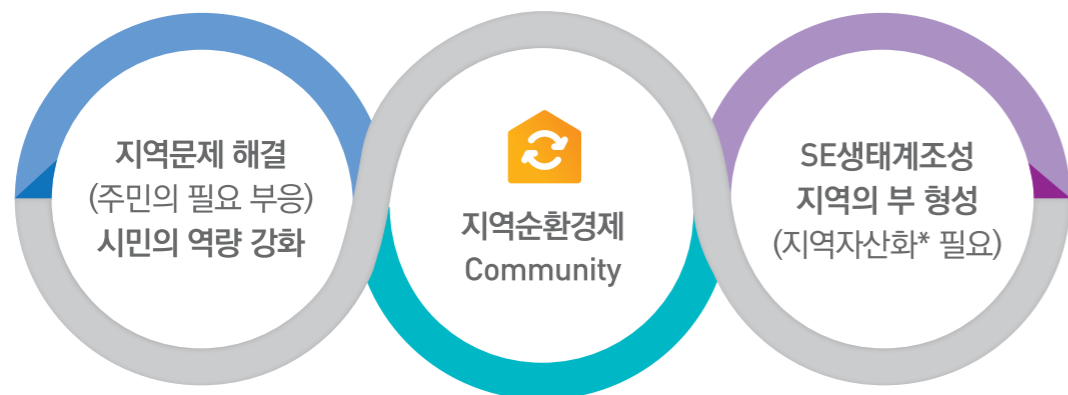 지역문제 해결
(주민의 필요 부응)
시민의 역량 강화
지역순환경제
Community
SE생태계조성
지역의 부 형성
(지역자산화* 필요)